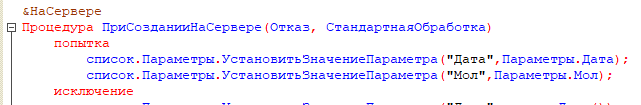 &НаСервере
Процедура ПриСозданииНаСервере(Отказ, СтандартнаяОбработка)
попытка
список.Параметры.УстановитьЗначениеПараметра("Дата",Параметры.Дата);
список.Параметры.УстановитьЗначениеПараметра("Мол",Параметры.Мол);
исключение